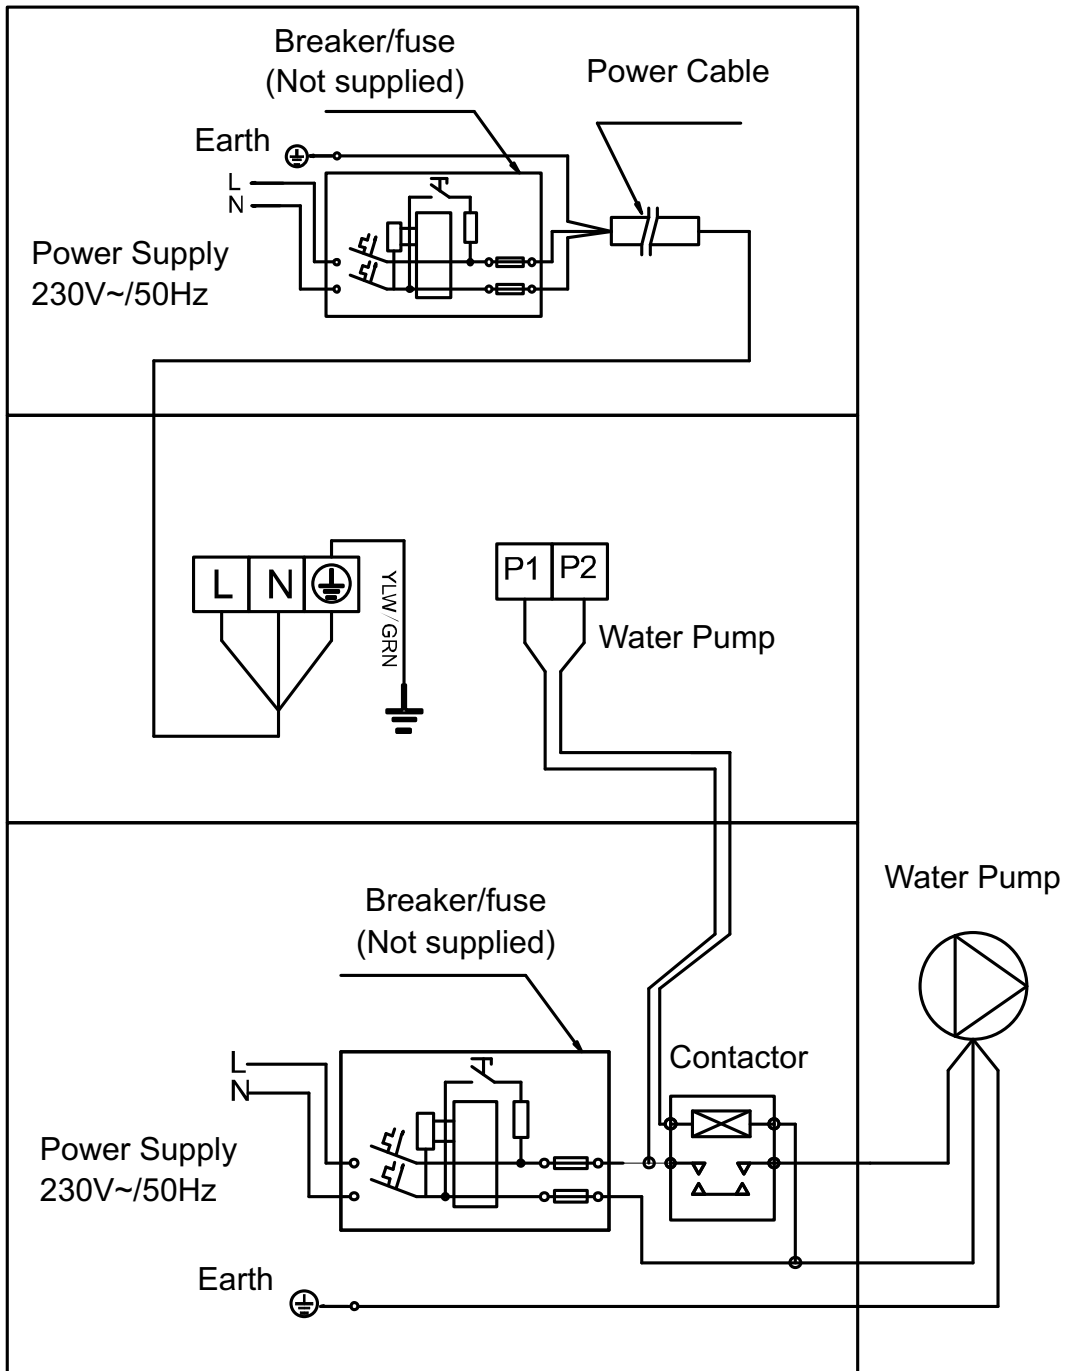 Breaker/fuse
(Not supplied)
Power Cable
Earth
L
N
Power Supply
230V~/50Hz
L N
YLW/GRN
P1 P2
Water Pump
Water Pump
Breaker/fuse
(Not supplied)
Contactor
L
N
Power Supply
230V~/50Hz
Earth